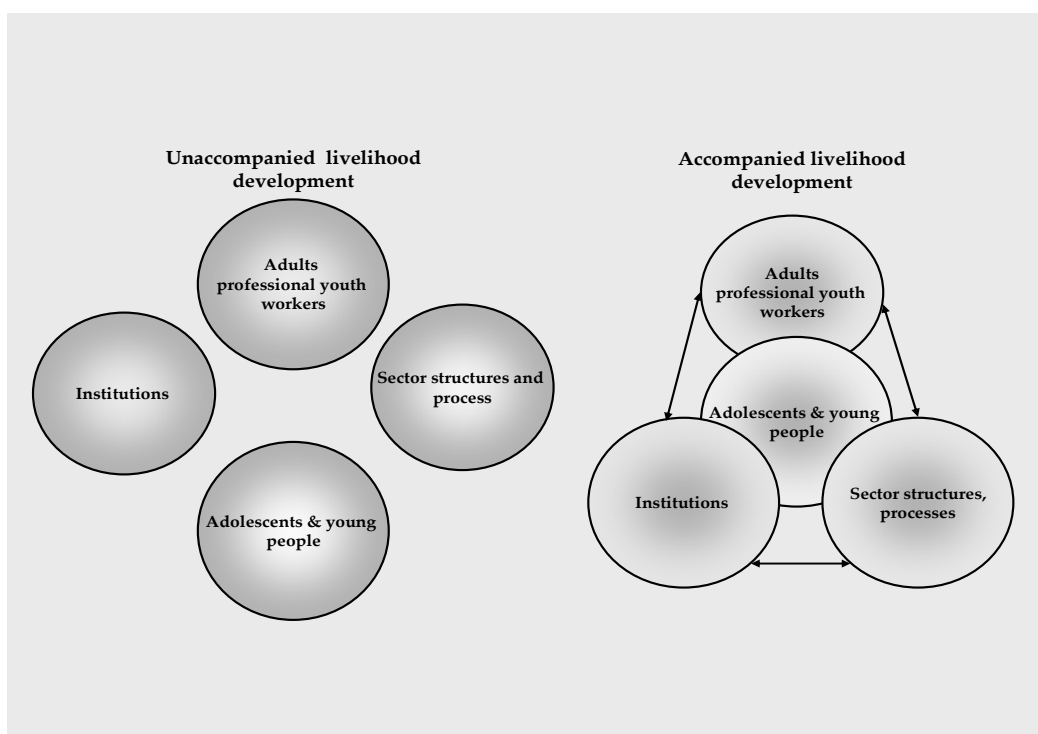 Unaccompanied livelihood
development
Adults
professional youth
workers
Institutions
Sector structures and
process
Adolescents & young
people
Accompanied livelihood
development
Adults
professional youth
workers
Adolescents & young
people
Institutions
Sector structures,
processes